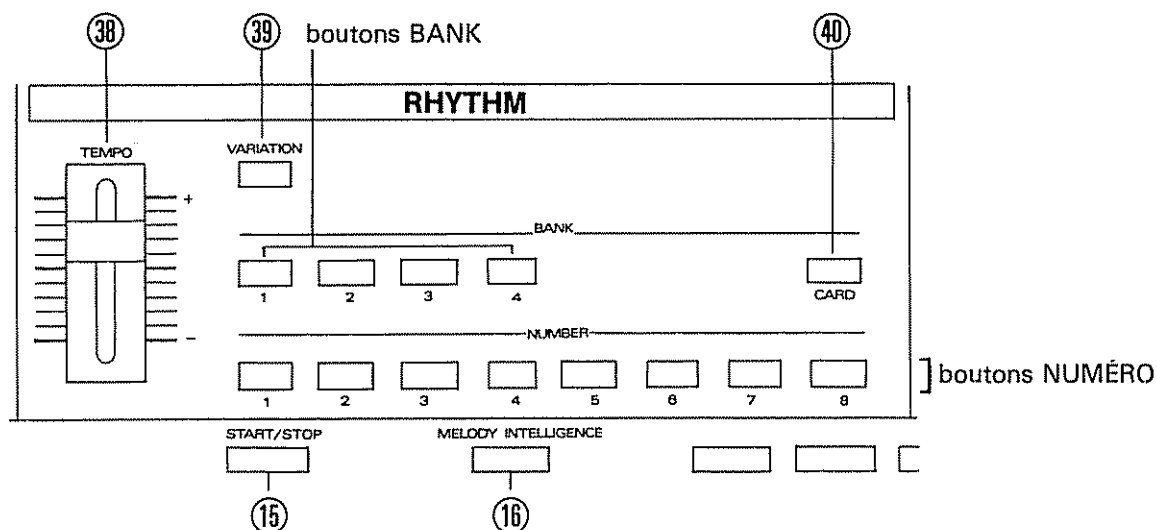 38 39 boutons BANK 40
RHYTHM
TEMPO VARIATION
+
BANK
1 2 3 4 CARD
NUMBER
−
boutons NUMÉRO
1 2 3 4 5 6 7 8
START/STOP MELODY INTELLIGENCE
15 16